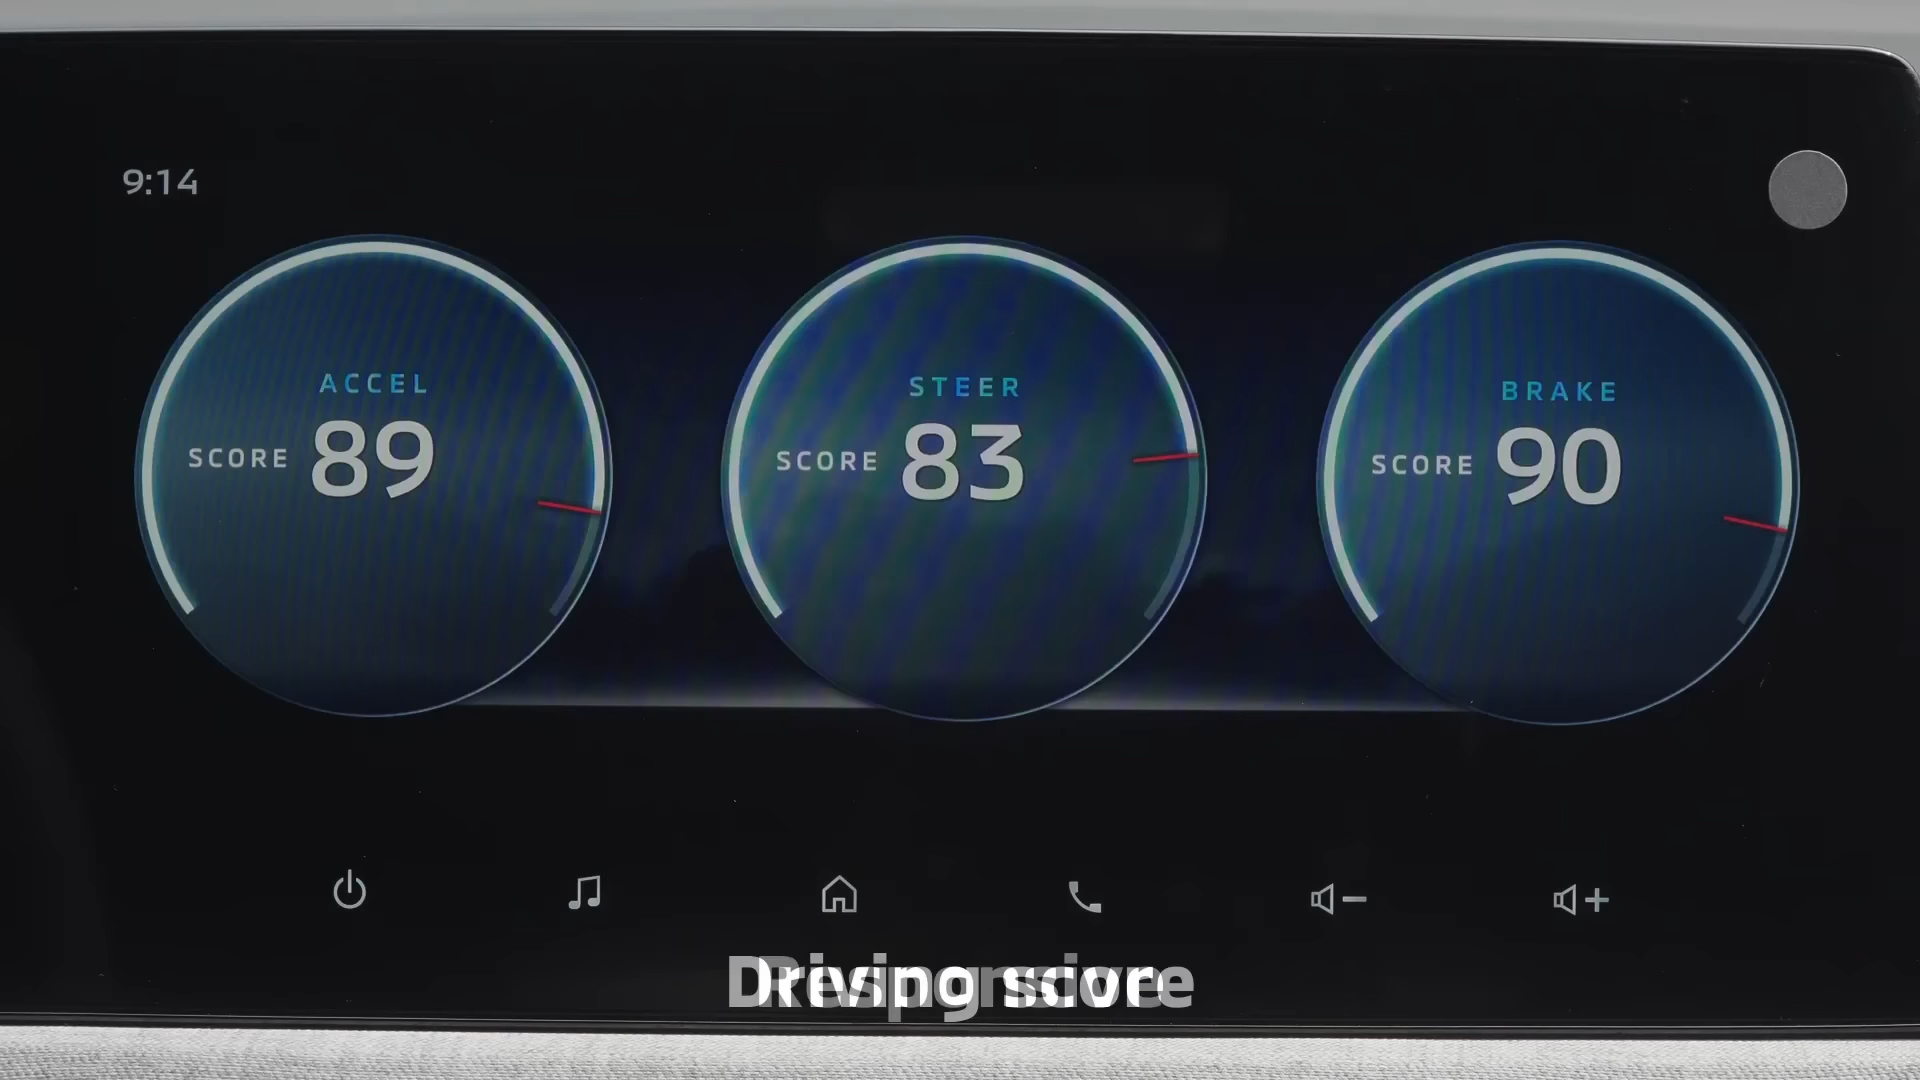 9:14
ACCEL
SCORE 89
STEER
SCORE 83
BRAKE
SCORE 90
Driving score